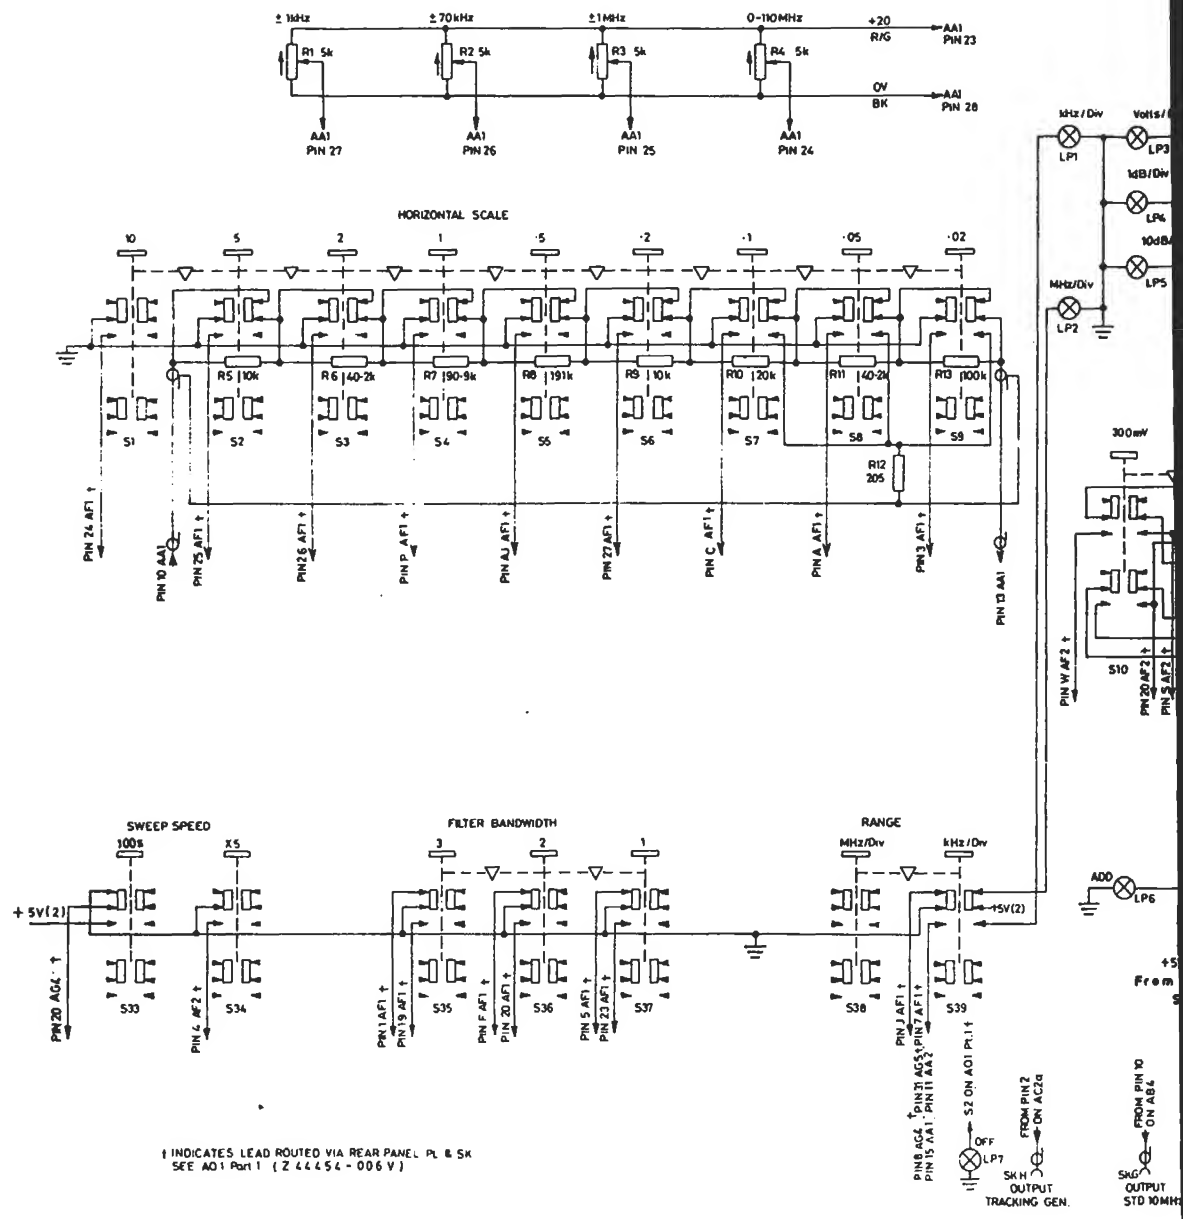 ± 1kHz ± 70kHz ± 1MHz 0-110MHz +20 R/G AA1 PIN 23
R1 5k R2 5k R3 5k R4 5k
0V BK AA1 PIN 28
AA1 PIN 27
AA1 PIN 26
AA1 PIN 25
AA1 PIN 24
kHz/Div Volts/
LP1 LP3
1dB/Div
LP4
10dB/
LP5
MHz/Div
LP2
HORIZONTAL SCALE
10 5 2 1 ·5 ·2 ·1 ·05 ·02
R5 10k R6 40·2k R7 90·9k R8 191k R9 10k R10 20k R11 40·2k R13 100k
S1 S2 S3 S4 S5 S6 S7 S8 S9
R12
205
PIN 24 AF1 †
PIN 10 AA1
PIN 25 AF1 †
PIN 26 AF1 †
PIN P AF1 †
PIN AJ AF1 †
PIN 27 AF1 †
PIN C AF1 †
PIN A AF1 †
PIN 3 AF1 †
PIN 13 AA1
300mV
S10
PIN W AF2 †
PIN 20 AF2 †
PIN S AF2 †
SWEEP SPEED FILTER BANDWIDTH RANGE
100s X5 3 2 1 MHz/Div kHz/Div
+ 5V(2)
+5V(2)
S33 S34 S35 S36 S37 S38 S39
PIN 20 AG4 †
PIN 4 AF2 †
PIN 1 AF1 †
PIN 19 AF1 †
PIN F AF1 †
PIN 20 AF1 †
PIN 5 AF1 †
PIN 23 AF1 †
PIN J AF1 †
PIN 7 AF1 †
PIN 8 AG4 † PIN 31 AG5 †
PIN 15 AA1 PIN 11 AA2
S2 ON A01 Pt.1 †
ADD
LP6
+5
From
OFF
LP7
FROM PIN 2
ON AC2a
SKH
OUTPUT
TRACKING GEN.
FROM PIN 10
ON AB4
SKG
OUTPUT
STD 10MHz
† INDICATES LEAD ROUTED VIA REAR PANEL PL & SK
SEE A01 Part 1 ( Z 44454 - 006 V )